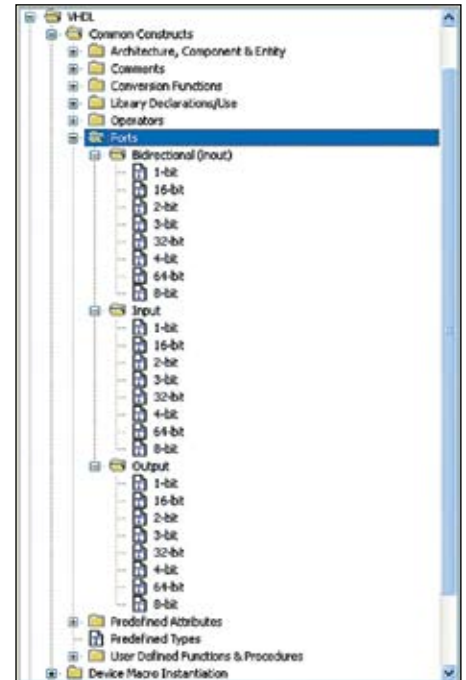 VHDL
Common Constructs
Architecture, Component & Entity
Comments
Conversion Functions
Library Declarations/Use
Operators
Ports
Bidirectional (inout)
1-bit
16-bit
2-bit
3-bit
32-bit
4-bit
64-bit
8-bit
Input
1-bit
16-bit
2-bit
3-bit
32-bit
4-bit
64-bit
8-bit
Output
1-bit
16-bit
2-bit
3-bit
32-bit
4-bit
64-bit
8-bit
Predefined Attributes
Predefined Types
User Defined Functions & Procedures
Device Macro Instantiation